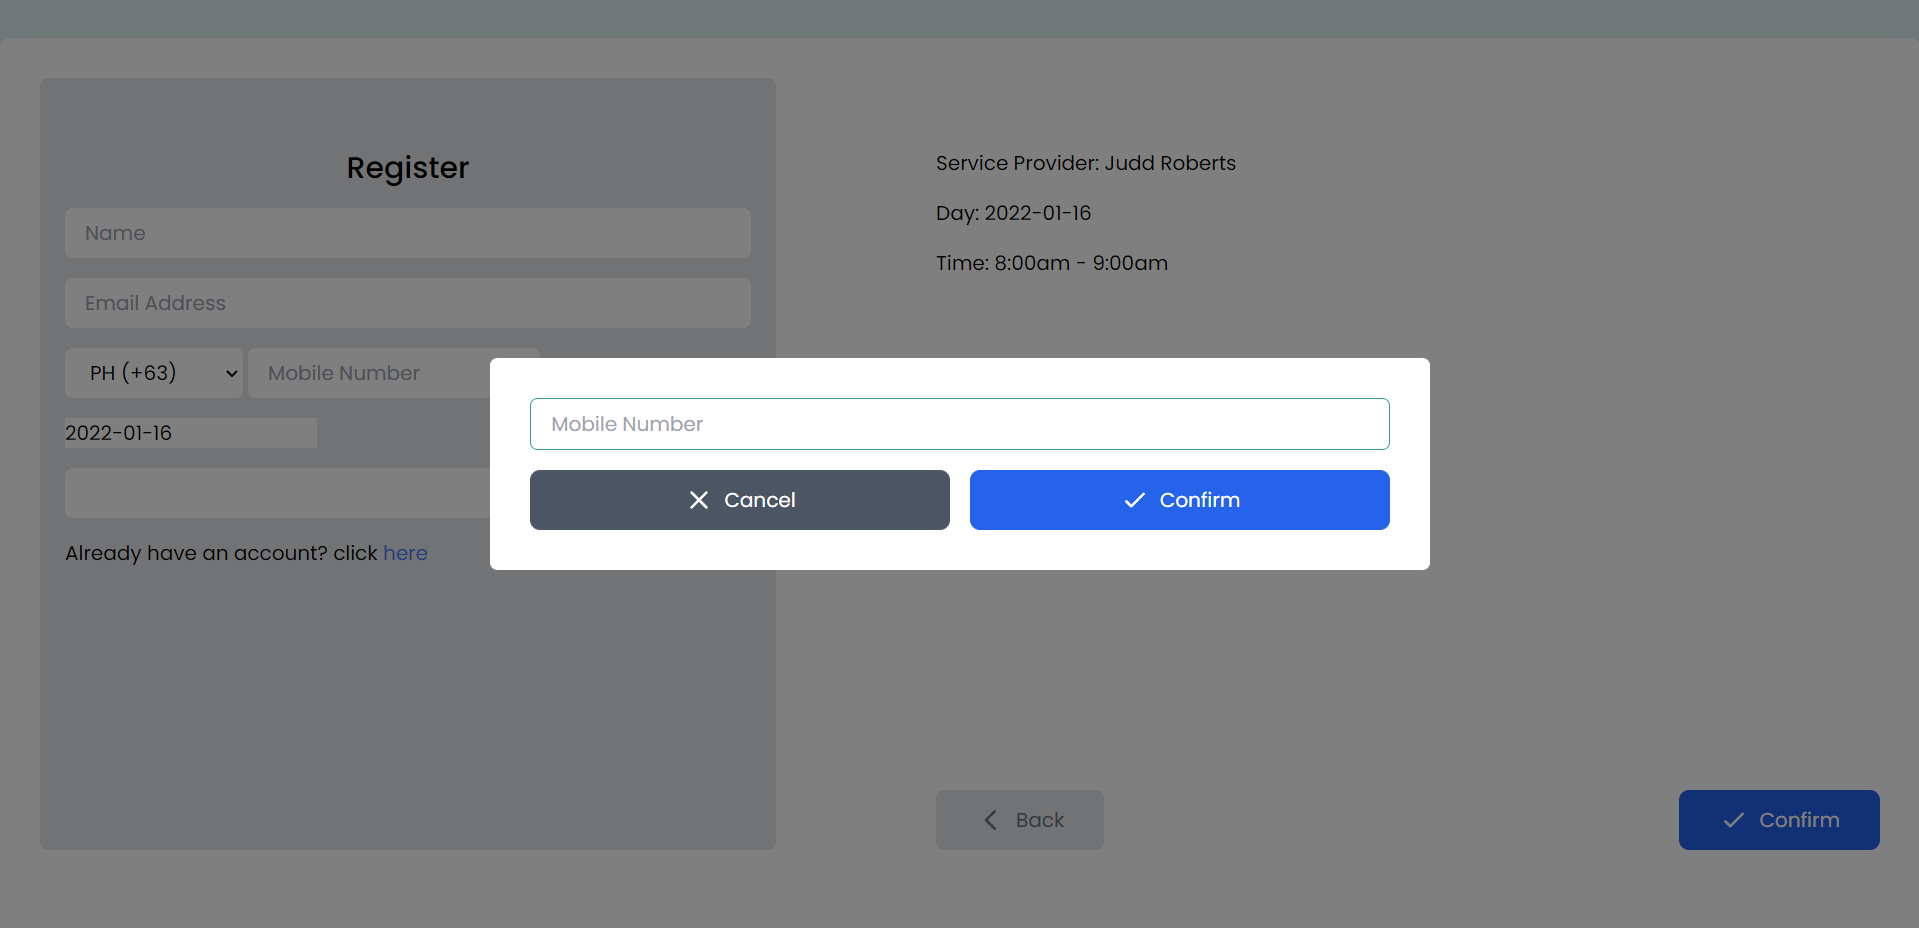 Register
Name
Email Address
PH (+63)
Mobile Number
2022-01-16
Already have an account? click here
Service Provider: Judd Roberts
Day: 2022-01-16
Time: 8:00am - 9:00am
Mobile Number
Cancel
Confirm
Back
Confirm